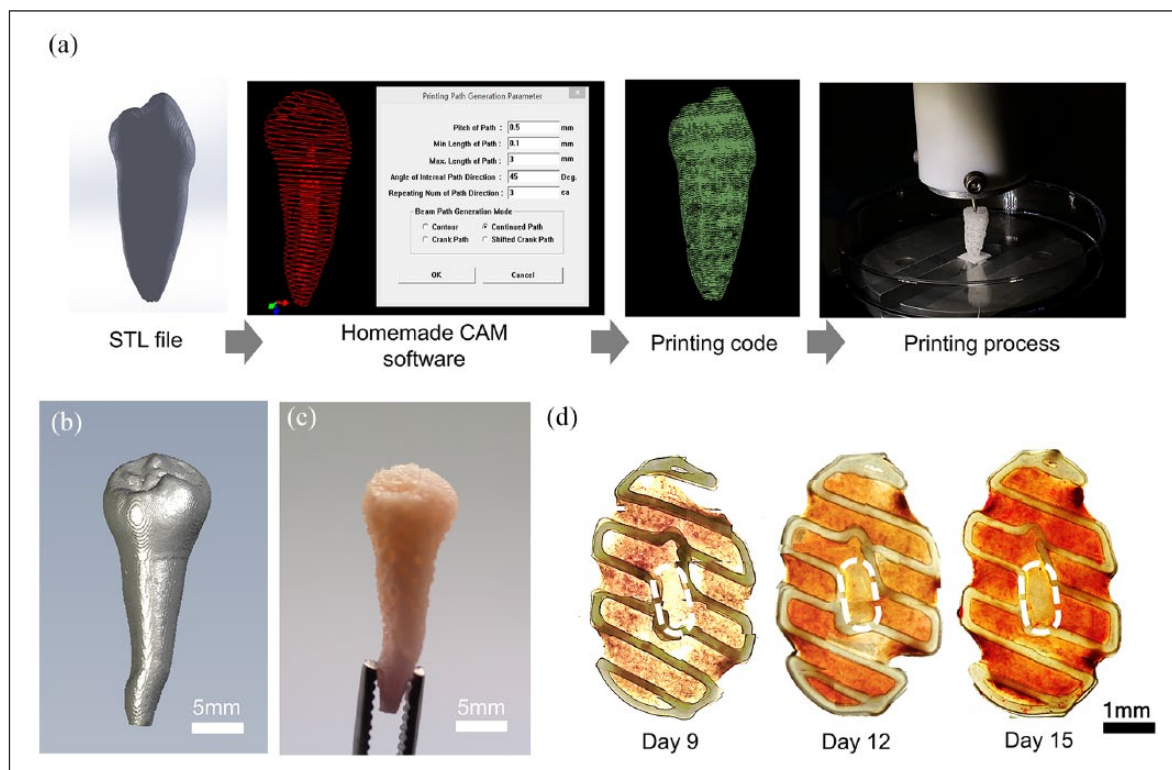 (a)
Printing Path Generation Parameter
Pitch of Path : 0.5 mm
Min Length of Path : 0.1 mm
Max. Length of Path : 3 mm
Angle of Internal Path Direction : 45 Deg.
Repeating Num of Path Direction : 3 ea
Beam Path Generation Mode
Contour Continued Path
Crank Path Shifted Crank Path
OK Cancel
STL file
Homemade CAM
software
Printing code
Printing process
(b)
5mm
(c)
5mm
(d)
Day 9
Day 12
Day 15
1mm